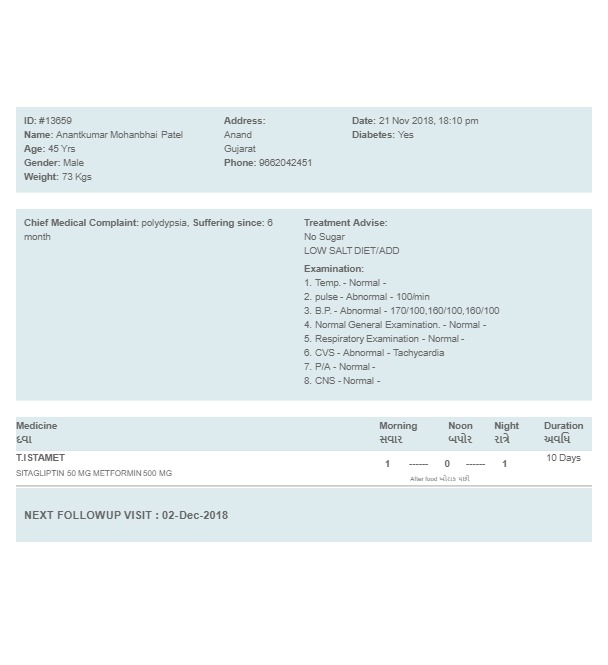 ID: #13659
Name: Anantkumar Mohanbhai Patel
Age: 45 Yrs
Gender: Male
Weight: 73 Kgs
Address:
Anand
Gujarat
Phone: 9662042451
Date: 21 Nov 2018, 18:10 pm
Diabetes: Yes
Chief Medical Complaint: polydypsia, Suffering since: 6
month
Treatment Advise:
No Sugar
LOW SALT DIET/ADD
Examination:
1. Temp. - Normal -
2. pulse - Abnormal - 100/min
3. B.P. - Abnormal - 170/100,160/100,160/100
4. Normal General Examination. - Normal -
5. Respiratory Examination - Normal -
6. CVS - Abnormal - Tachycardia
7. P/A - Normal -
8. CNS - Normal -
Medicine Morning Noon Night Duration
દવા સવાર બપોર રાત્રે અવધિ
T.ISTAMET 10 Days
1 ------ 0 ------ 1
SITAGLIPTIN 50 MG METFORMIN 500 MG
After food ખોરાક પછી
NEXT FOLLOWUP VISIT : 02-Dec-2018